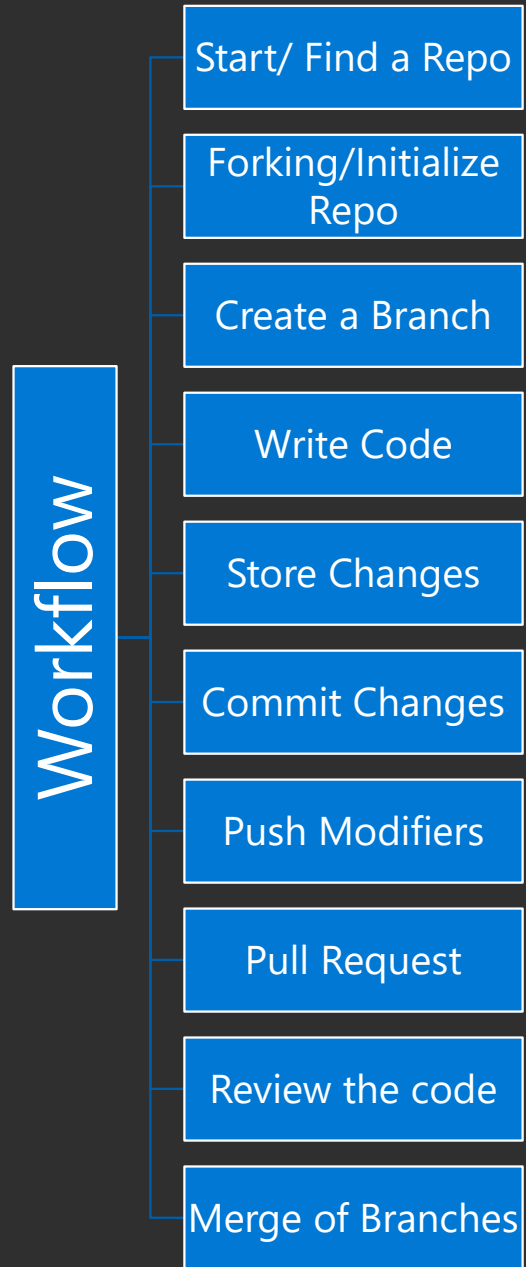 Workflow
Start/ Find a Repo
Forking/Initialize
Repo
Create a Branch
Write Code
Store Changes
Commit Changes
Push Modifiers
Pull Request
Review the code
Merge of Branches